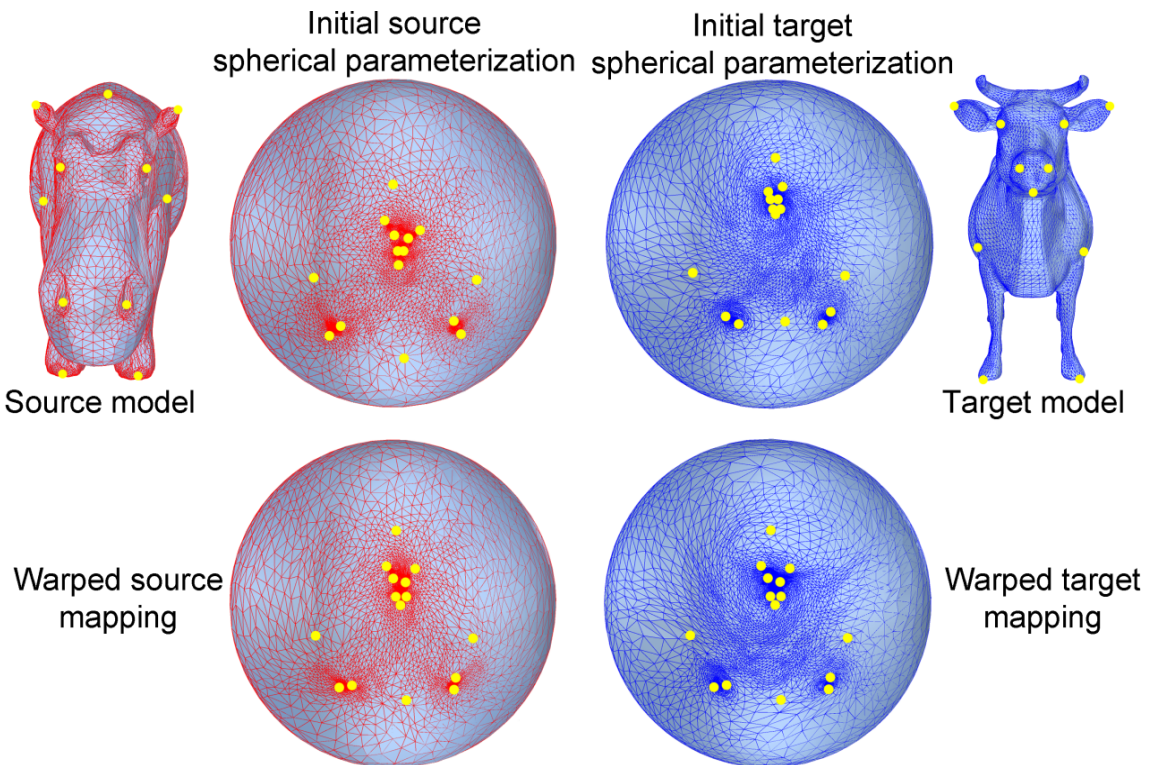 Initial source
spherical parameterization
Initial target
spherical parameterization
Source model
Target model
Warped source
mapping
Warped target
mapping